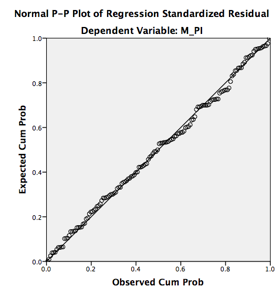 Normal P-P Plot of Regression Standardized Residual
Dependent Variable: M_PI
1.0
0.8
0.6
0.4
0.2
0.0
Expected Cum Prob
0.0 0.2 0.4 0.6 0.8 1.0
Observed Cum Prob